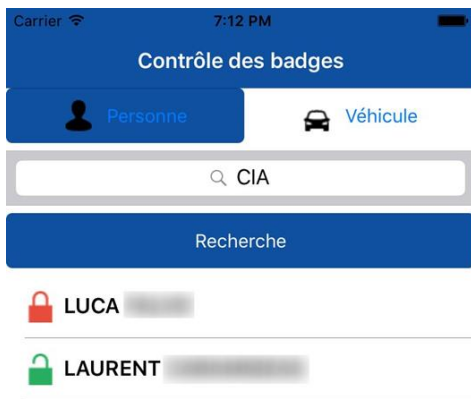 Carrier 7:12 PM
Contrôle des badges
Personne Véhicule
CIA
Recherche
LUCA
LAURENT